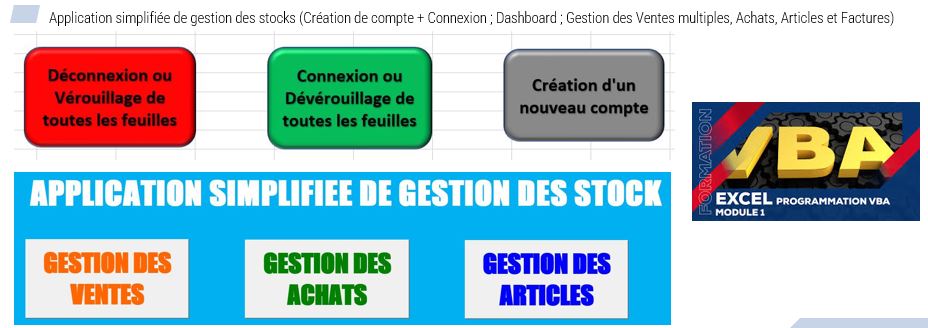 Application simplifiée de gestion des stocks (Création de compte + Connexion ; Dashboard ; Gestion des Ventes multiples, Achats, Articles et Factures)
Déconnexion ou
Vérouillage de
toutes les feuilles
Connexion ou
Dévérouillage de
toutes les feuilles
Création d'un
nouveau compte
APPLICATION SIMPLIFIEE DE GESTION DES STOCK
GESTION DES
VENTES
GESTION DES
ACHATS
GESTION DES
ARTICLES
FORMATION
VBA
EXCEL PROGRAMMATION VBA
MODULE 1